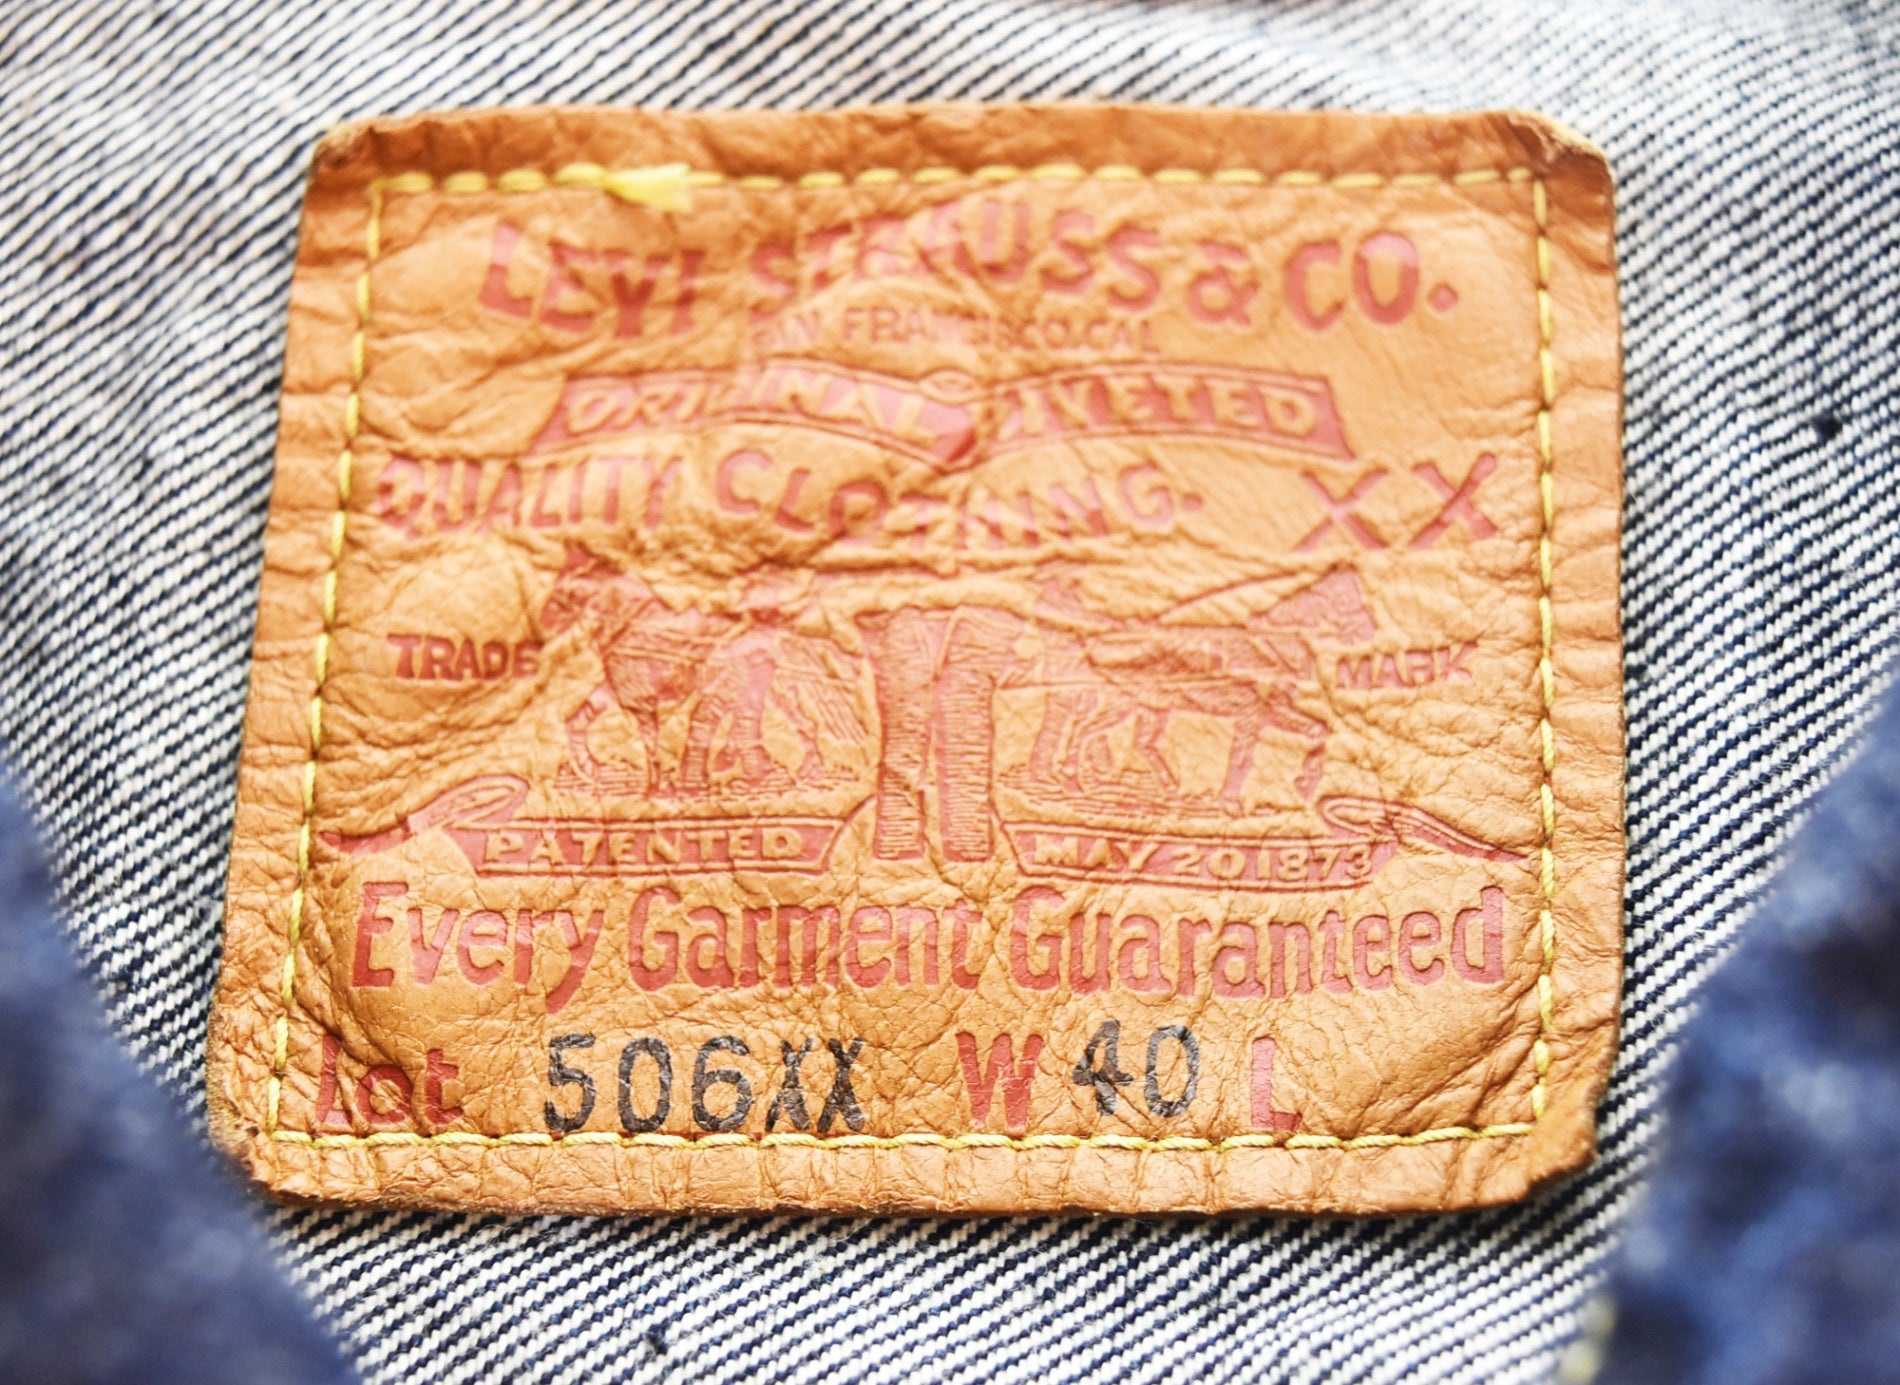 LEVI STRAUSS & CO.
SAN FRANCISCO. CAL
ORIGINAL RIVETED
QUALITY CLOTHING. XX
TRADE MARK
PATENTED MAY 20 1873
Every Garment Guaranteed
Lot 506XX W 40 L